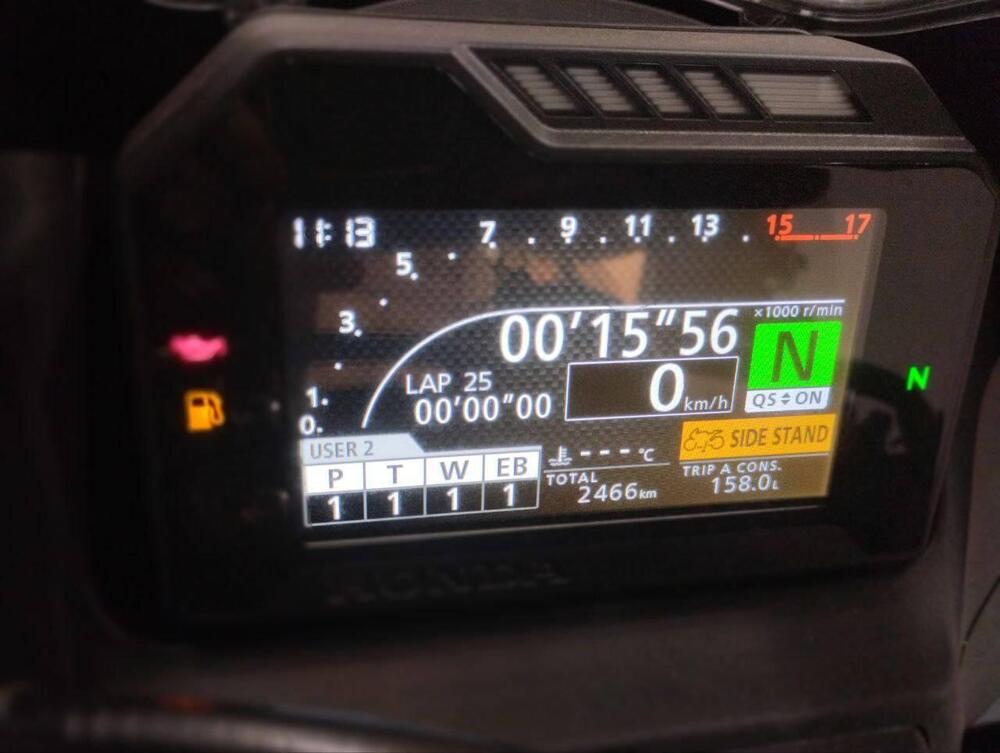 11:13
7 9 11 13 15 17
5
3
1
0
×1000 r/min
00'15"56
N
LAP 25
00'00"00
0 km/h
QS ON
N
USER 2
SIDE STAND
P T W EB
1 1 1 1
---°C
TOTAL
2466km
TRIP A CONS.
158.0L
HONDA